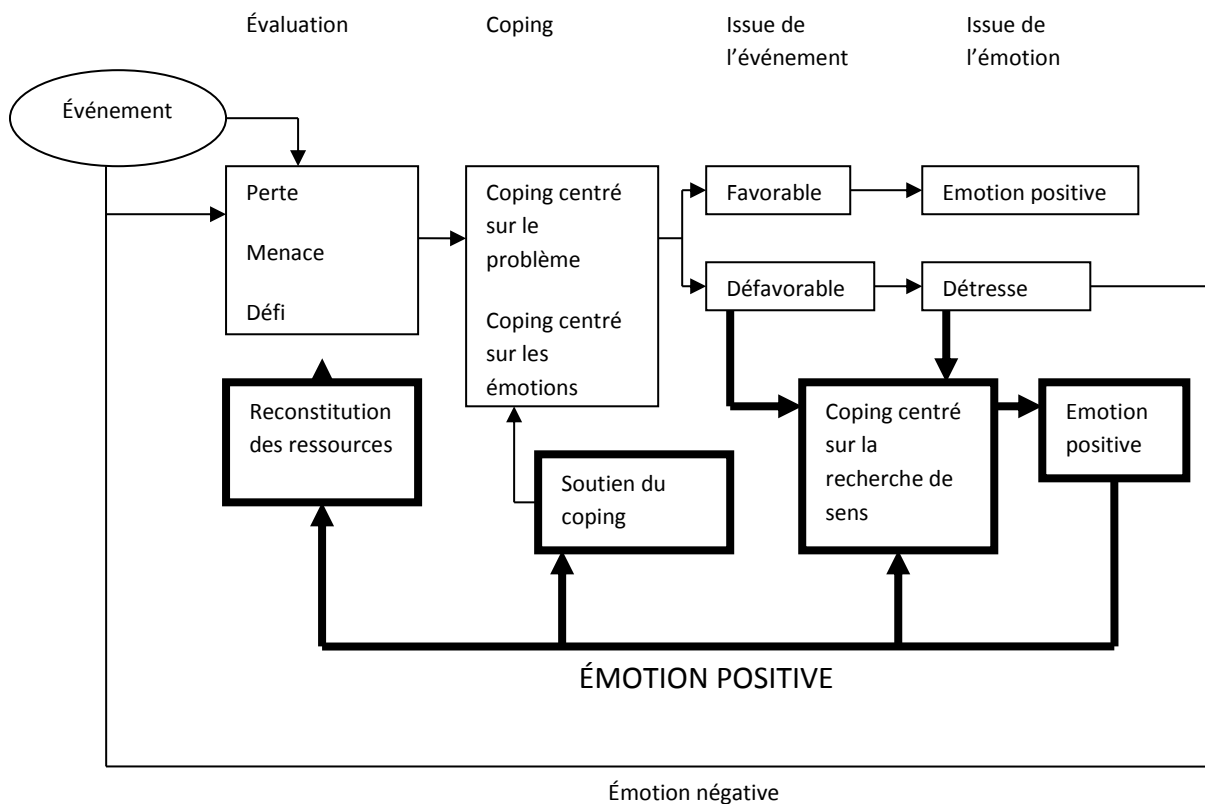 Évaluation
Coping
Issue de
l'événement
Issue de
l'émotion
Événement
Perte
Menace
Défi
Coping centré
sur le
problème
Coping centré
sur les
émotions
Favorable
Emotion positive
Défavorable
Détresse
Reconstitution
des ressources
Soutien du
coping
Coping centré
sur la
recherche de
sens
Emotion
positive
ÉMOTION POSITIVE
Émotion négative